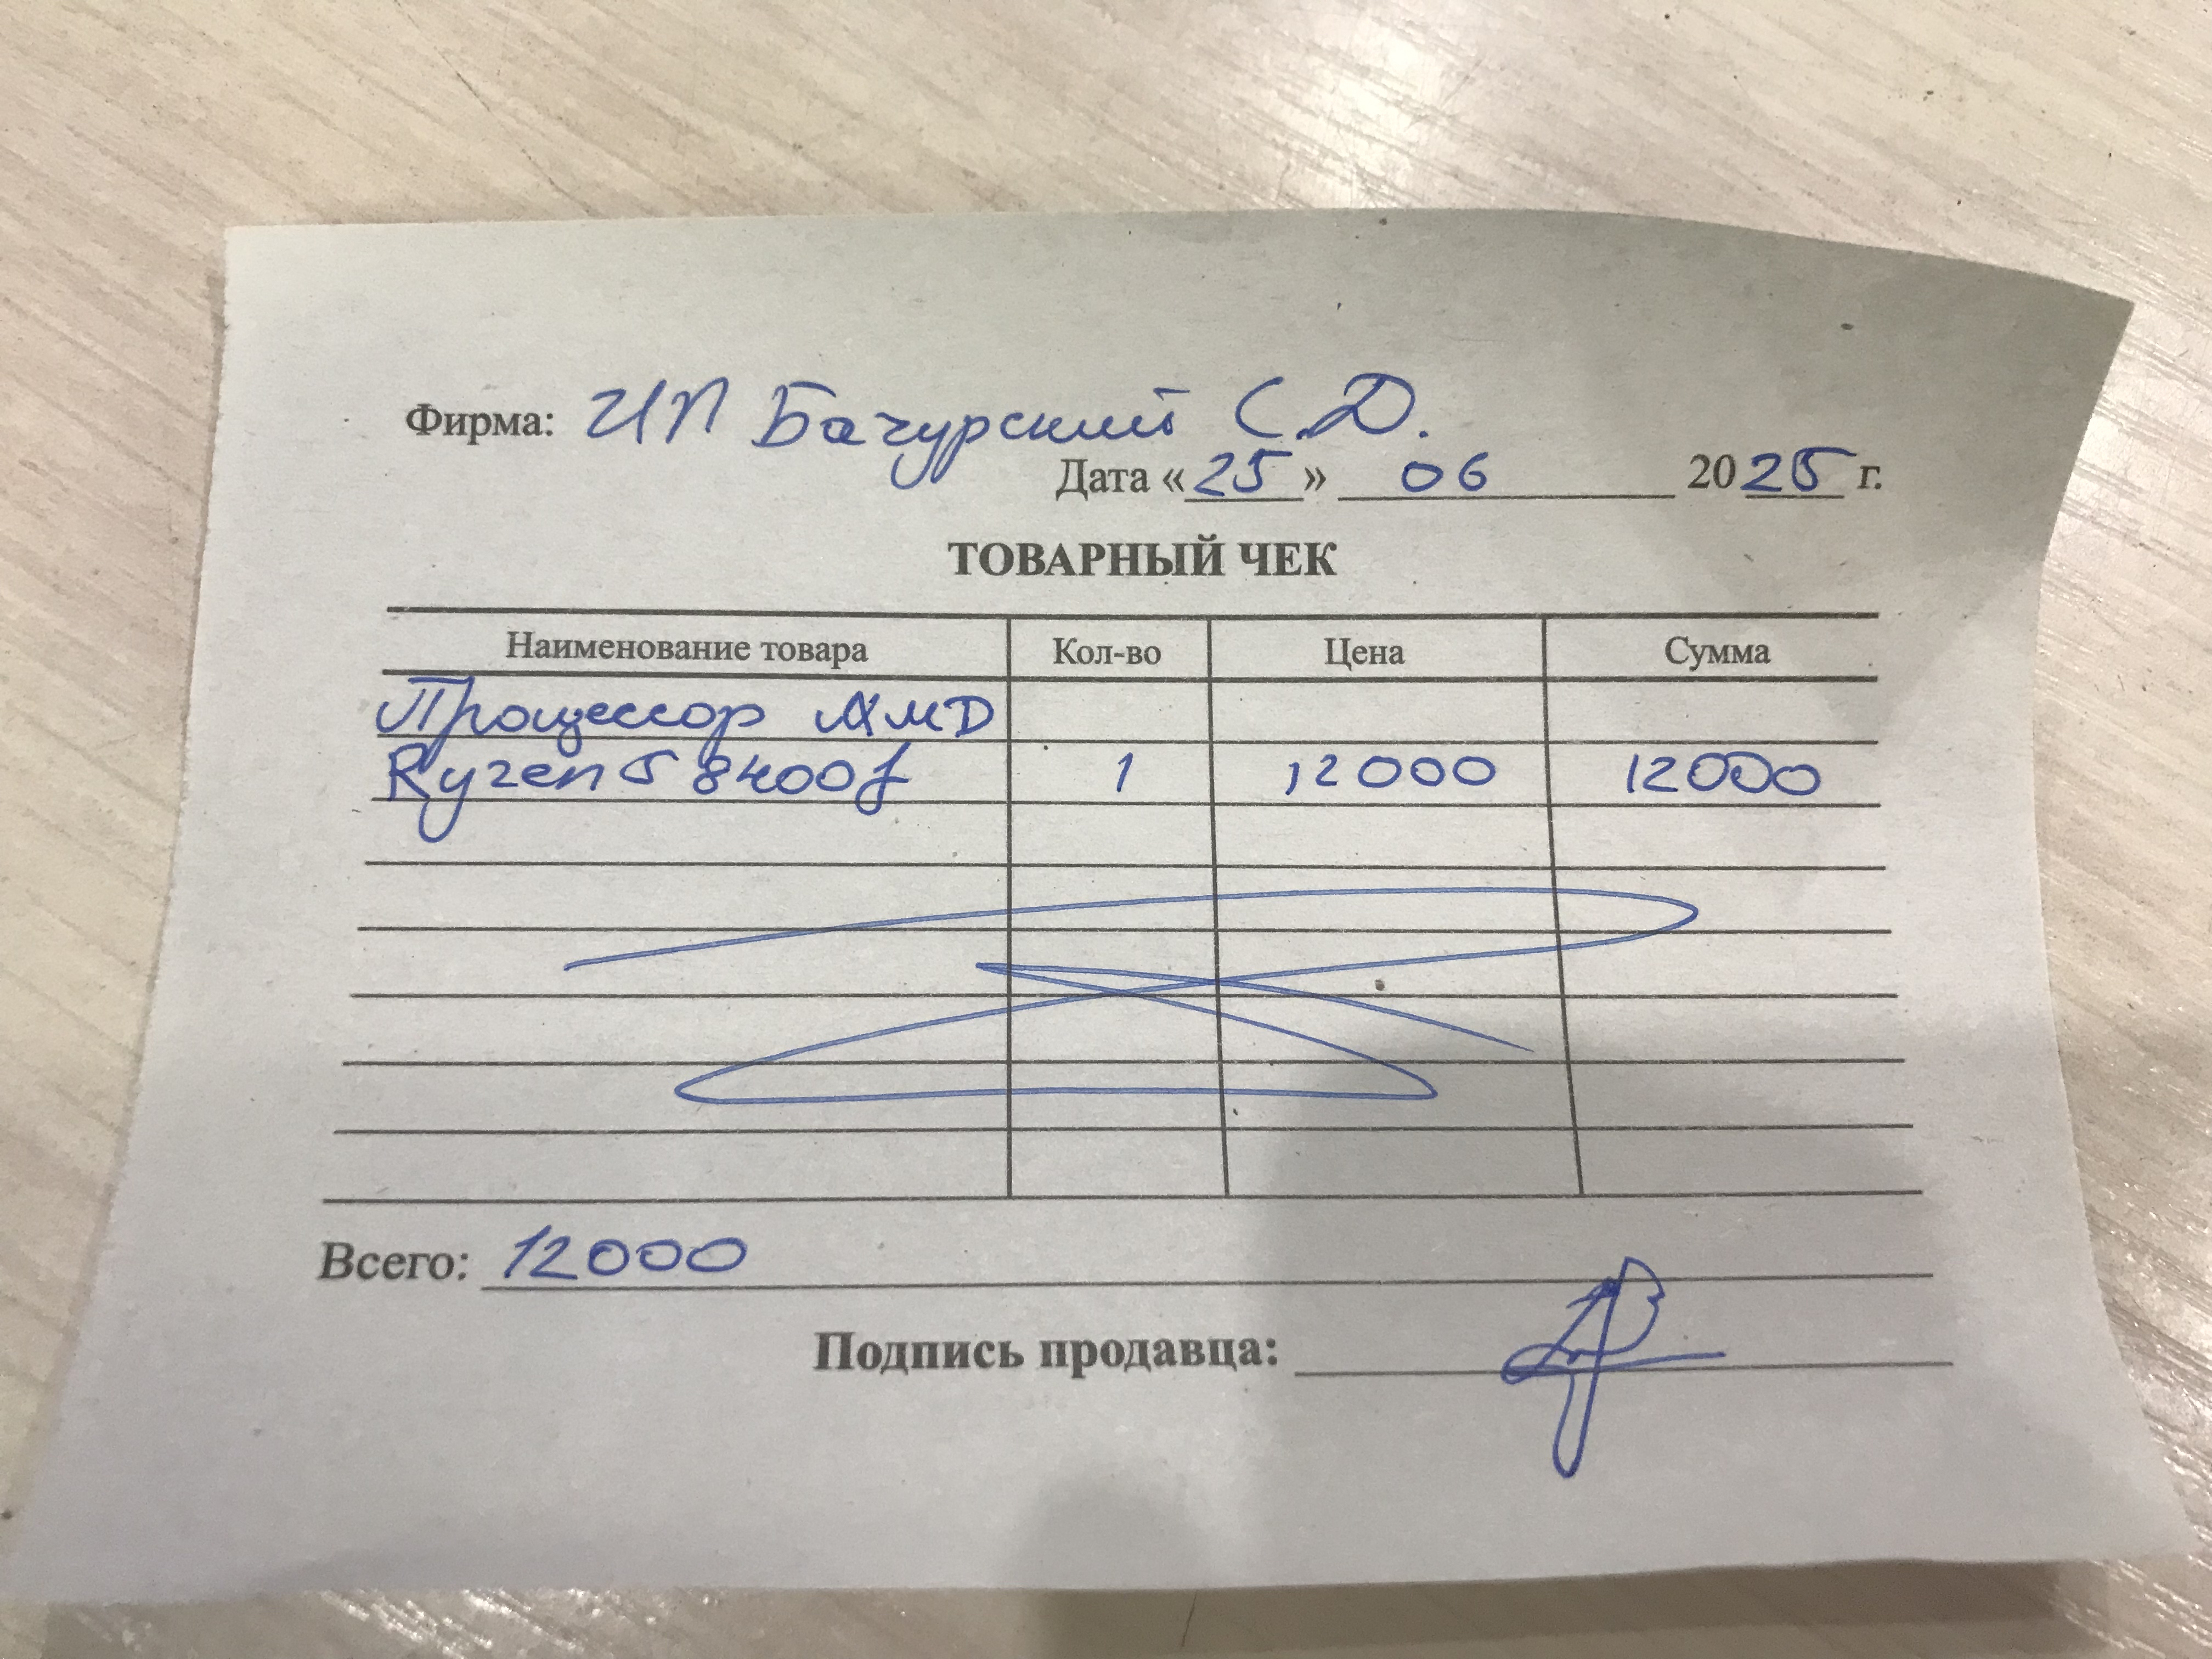 Фирма: ИП Бачурский С.Д.
Дата «25» 06 2025 г.
ТОВАРНЫЙ ЧЕК
Наименование товара Кол-во Цена Сумма
Процессор AMD
Ryzen 5 8400f 1 12000 12000
Всего: 12000
Подпись продавца: